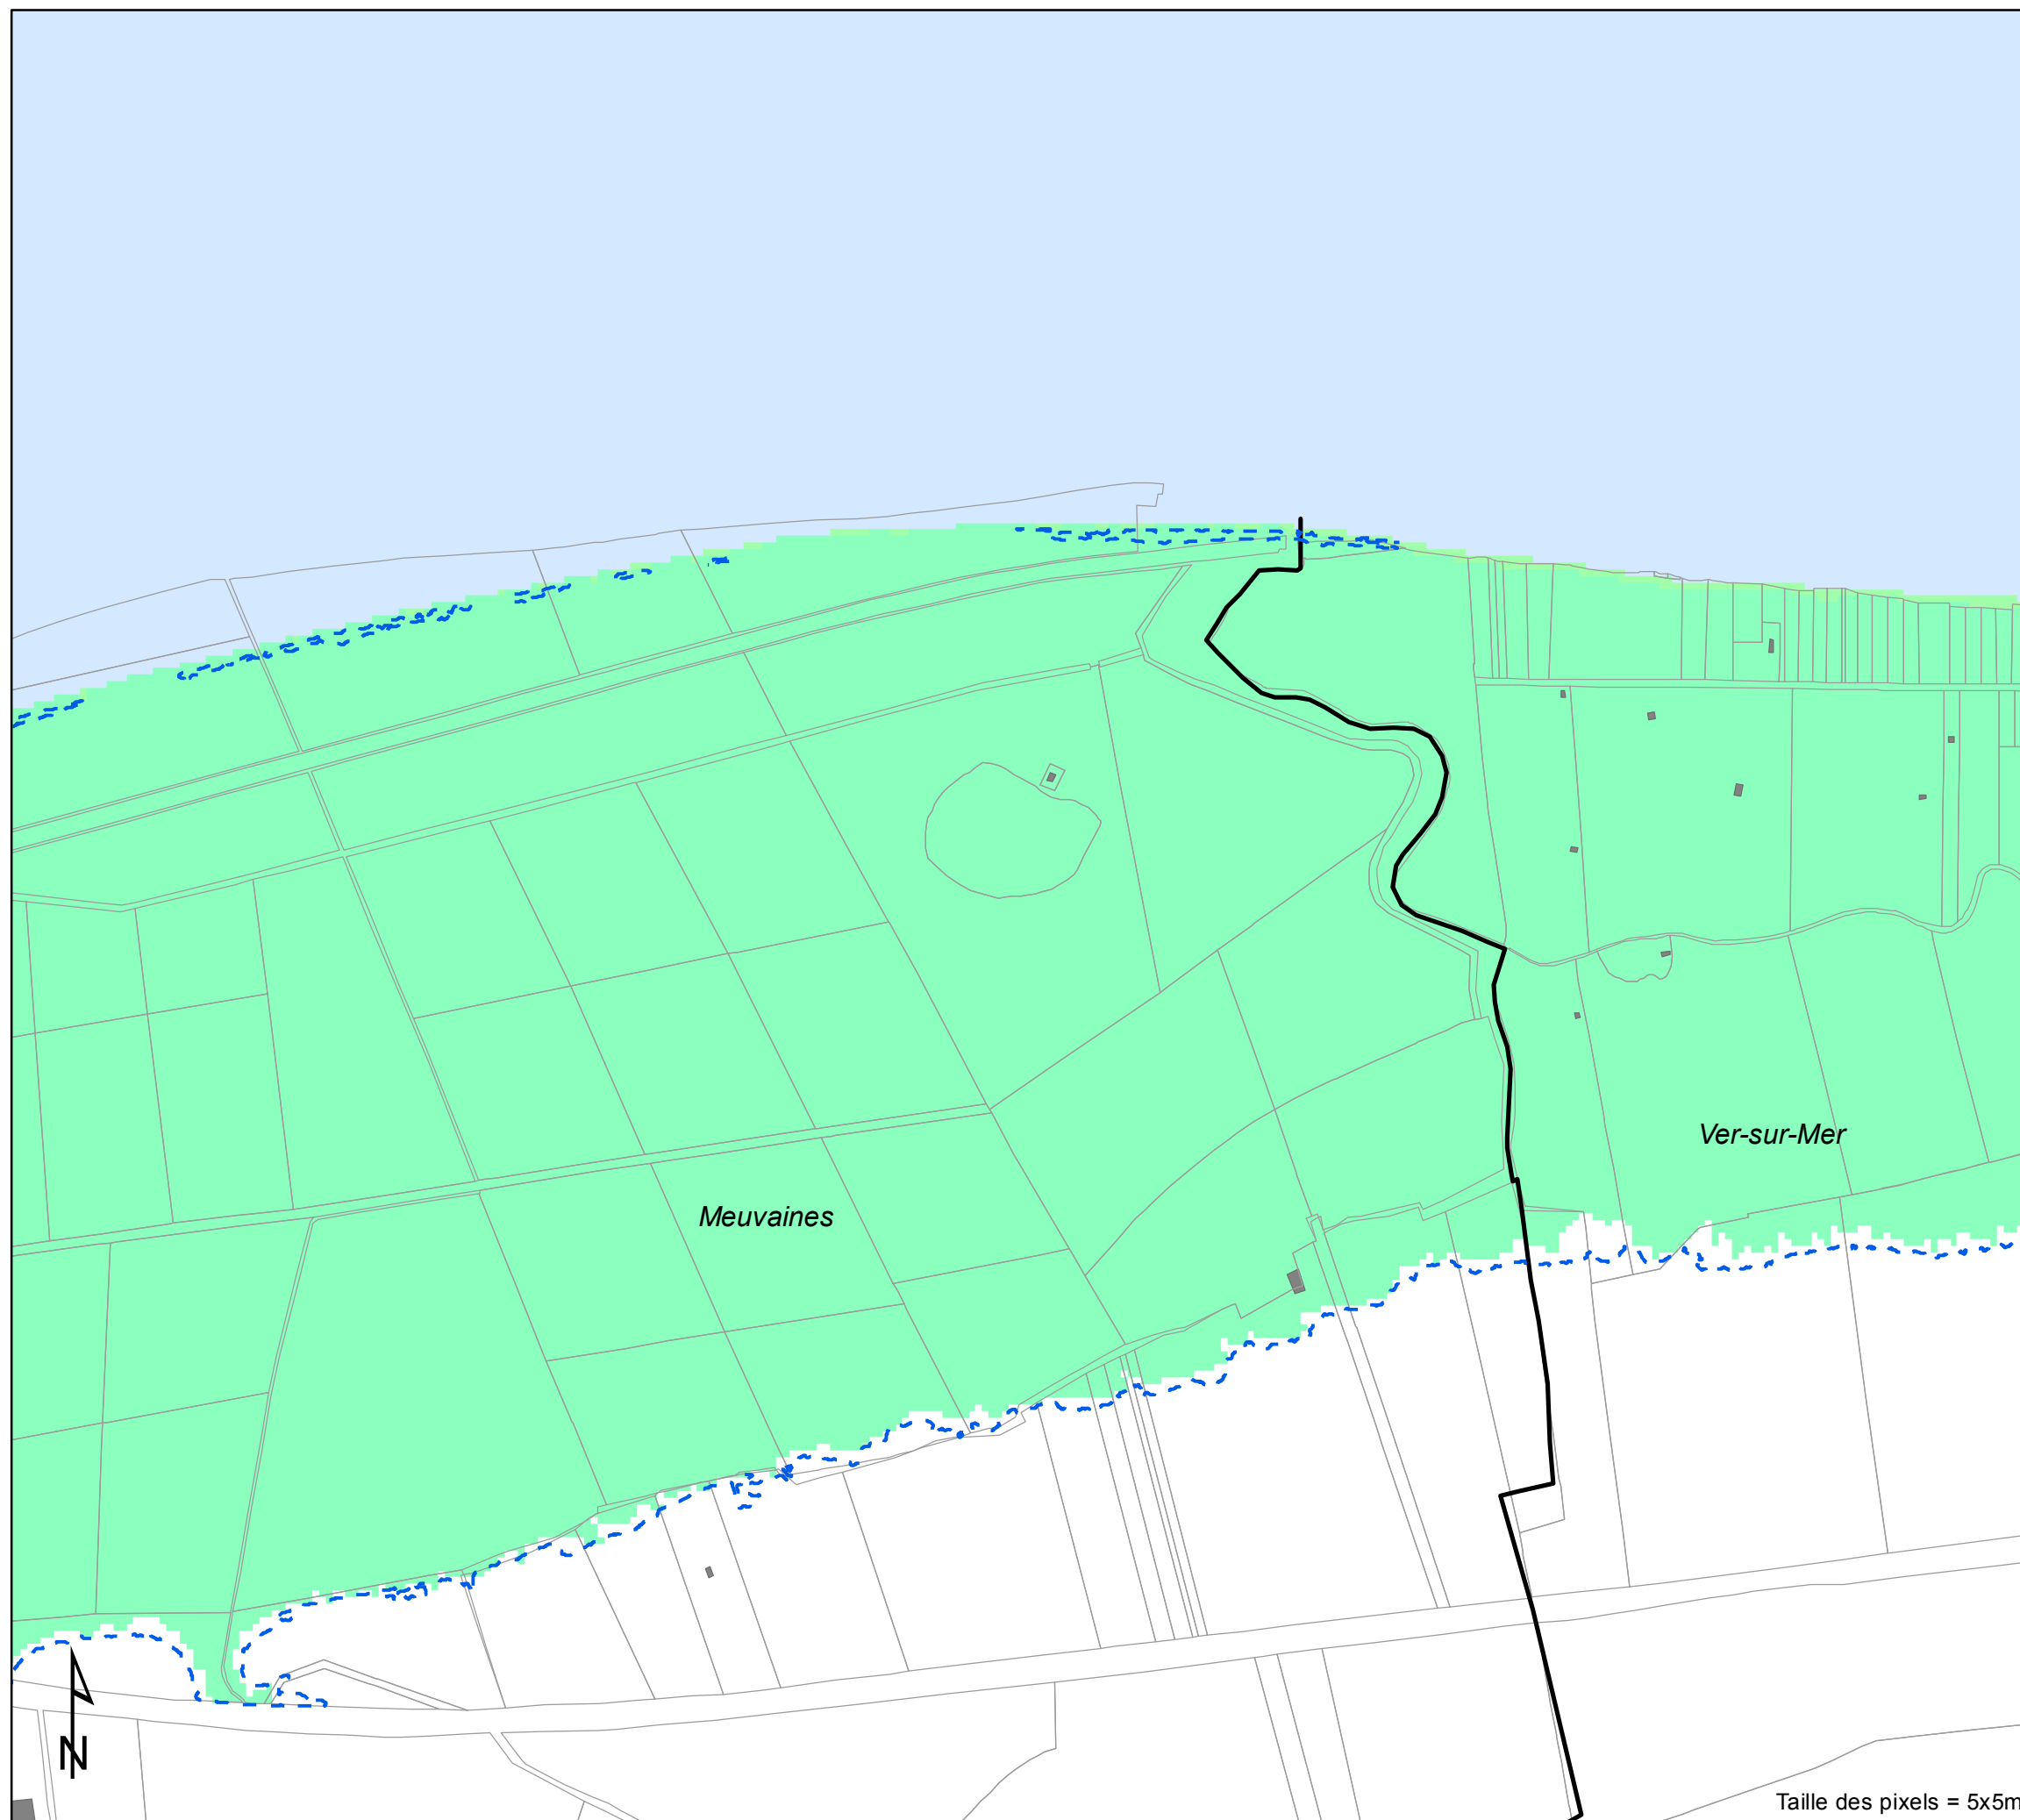 Ver-sur-Mer
Meuvaines
N
Taille des pixels = 5x5m